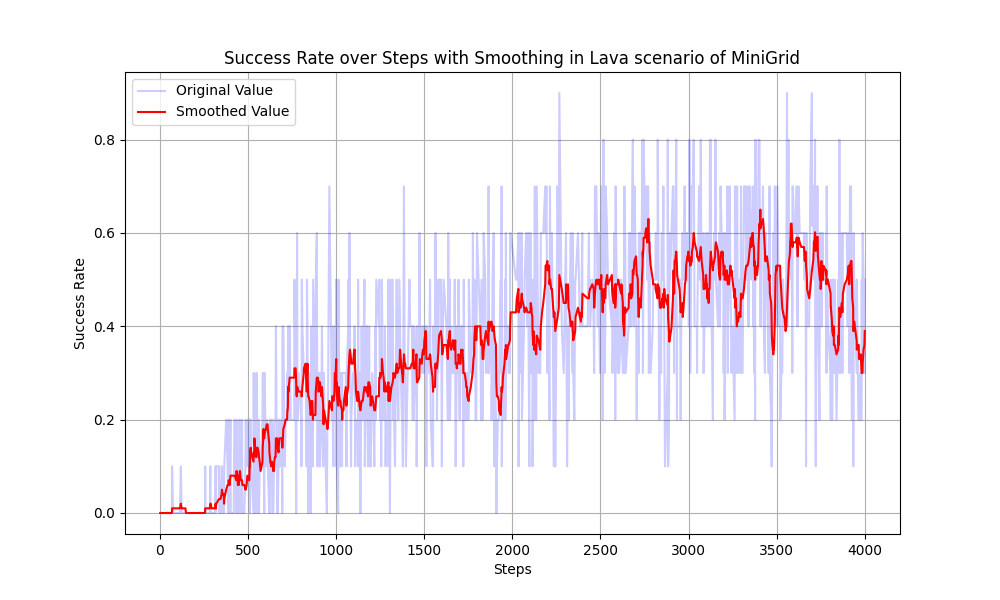 Success Rate over Steps with Smoothing in Lava scenario of MiniGrid
Original Value
Smoothed Value
Success Rate
0.8
0.6
0.4
0.2
0.0
0 500 1000 1500 2000 2500 3000 3500 4000
Steps